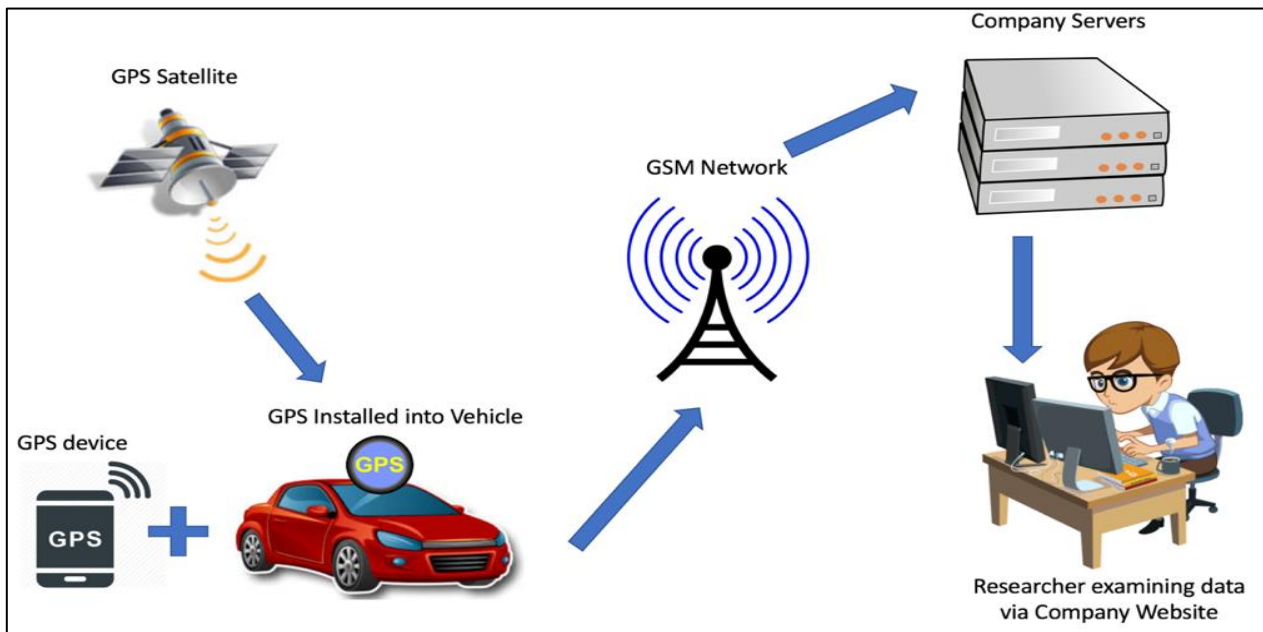 Company Servers
GPS Satellite
GSM Network
GPS Installed into Vehicle
GPS device
GPS
GPS
Researcher examining data
via Company Website